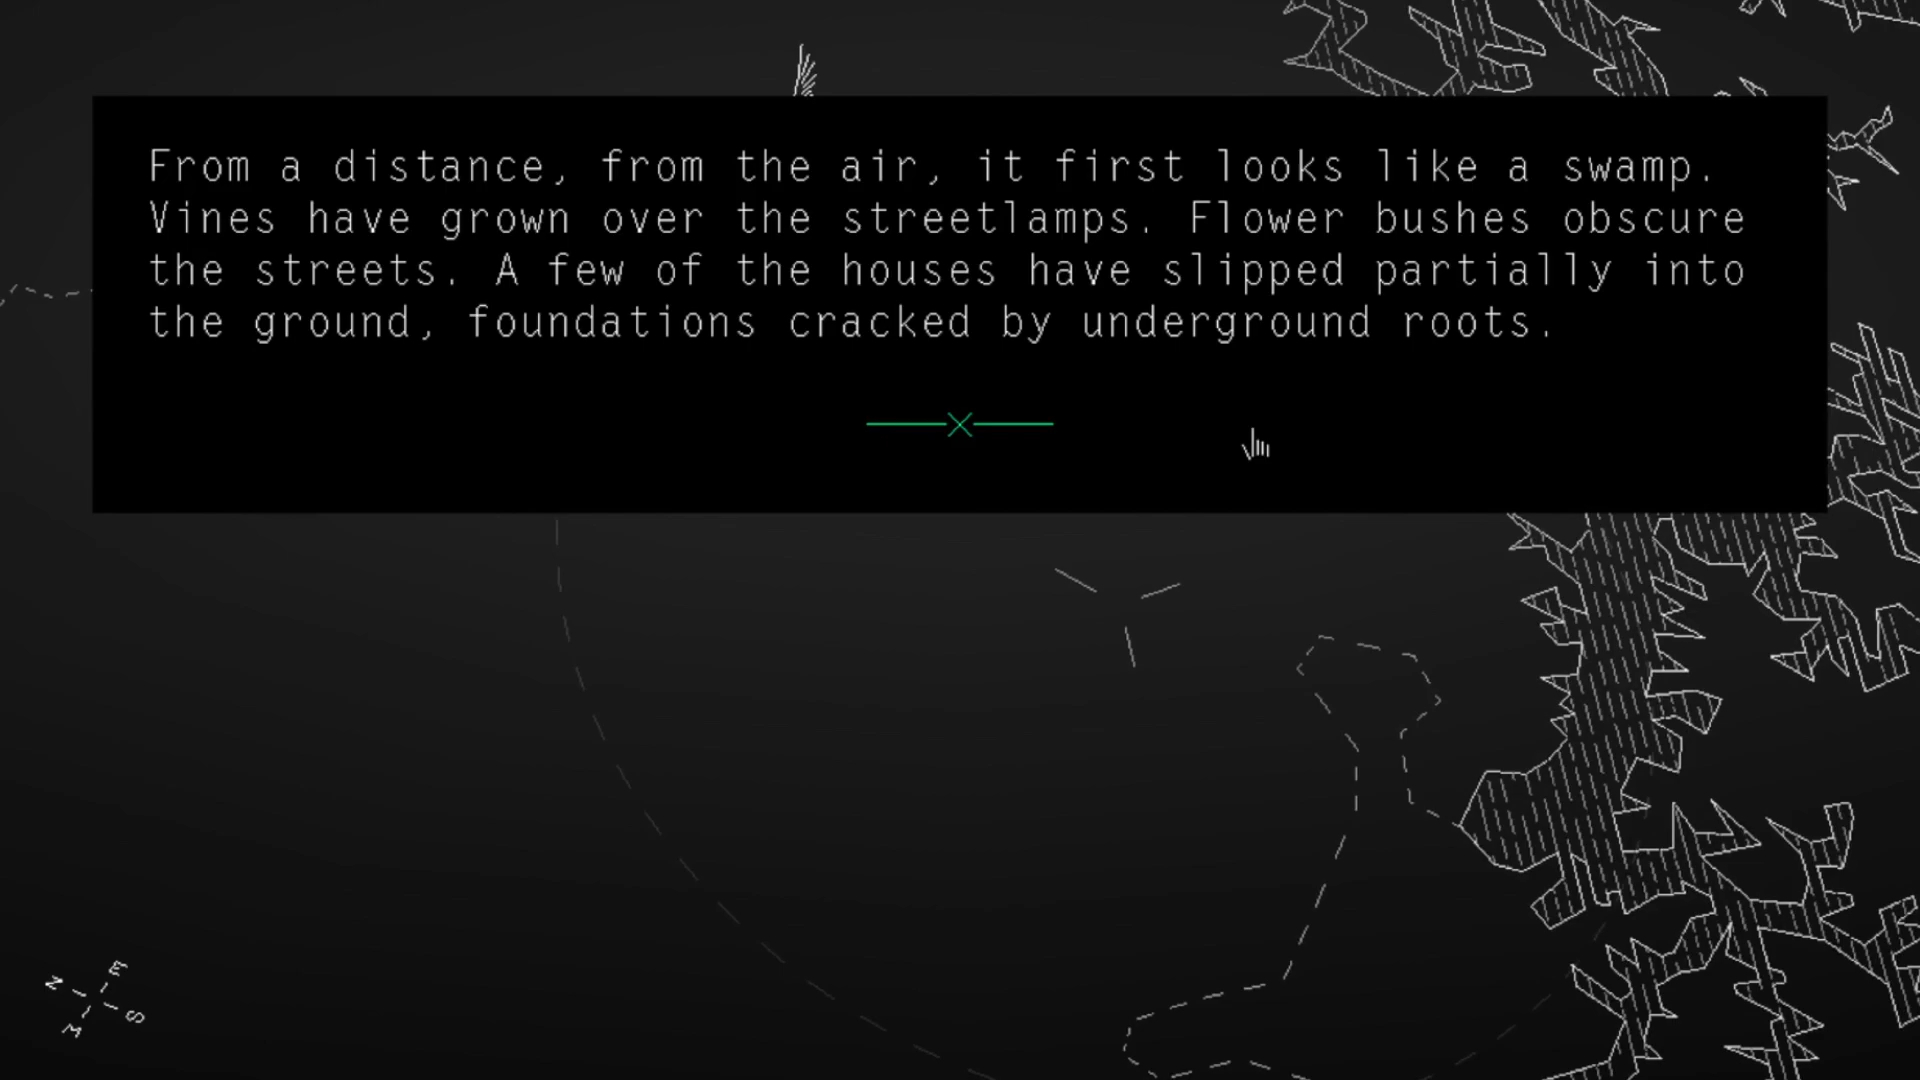 From a distance, from the air, it first looks like a swamp.
Vines have grown over the streetlamps. Flower bushes obscure
the streets. A few of the houses have slipped partially into
the ground, foundations cracked by underground roots.
E
N
S
W